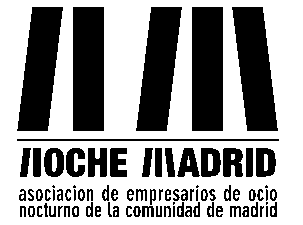 NOCHE MADRID
asociacion de empresarios de ocio
nocturno de la comunidad de madrid